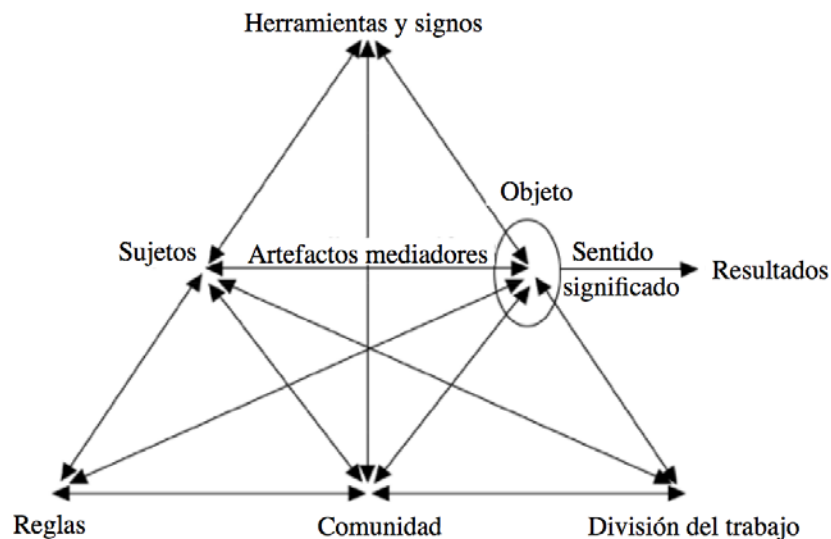 Herramientas y signos
Objeto
Sujetos
Artefactos mediadores
Sentido
significado
Resultados
Reglas
Comunidad
División del trabajo